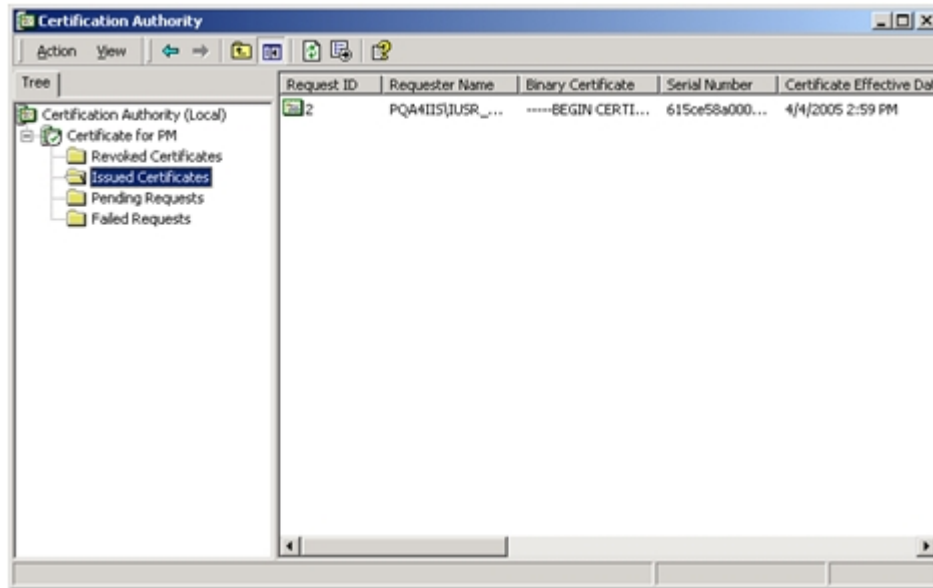 Certification Authority
Action View
Tree
Request ID Requester Name Binary Certificate Serial Number Certificate Effective Dat
Certification Authority (Local)
2 PQA4IIS\IUSR_... -----BEGIN CERTI... 615ce58a000... 4/4/2005 2:59 PM
Certificate for PM
Revoked Certificates
Issued Certificates
Pending Requests
Failed Requests